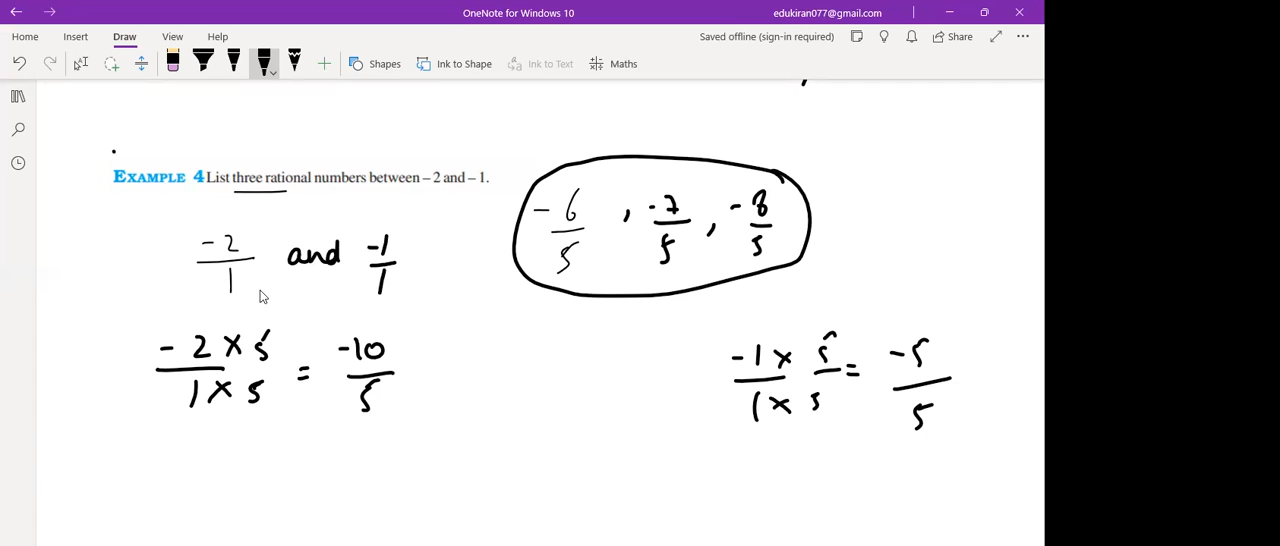 OneNote for Windows 10
edukiran077@gmail.com
Home Insert Draw View Help
Saved offline (sign-in required)
Share
Shapes
Ink to Shape
Ink to Text
Maths
EXAMPLE 4 List three rational numbers between – 2 and – 1.
-6/5 , -7/5 , -8/5
-2/1 and -1/1
-2 × 5 / 1 × 5 = -10/5
-1 × 5 / 1 × 5 = -5/5